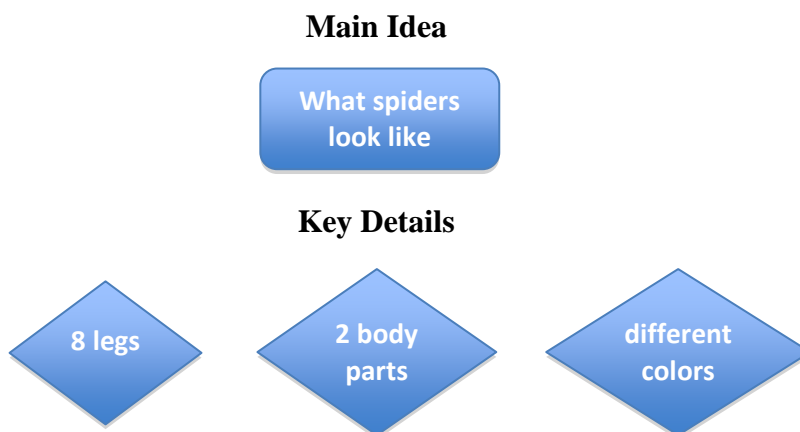 Main Idea
What spiders
look like
Key Details
8 legs
2 body
parts
different
colors